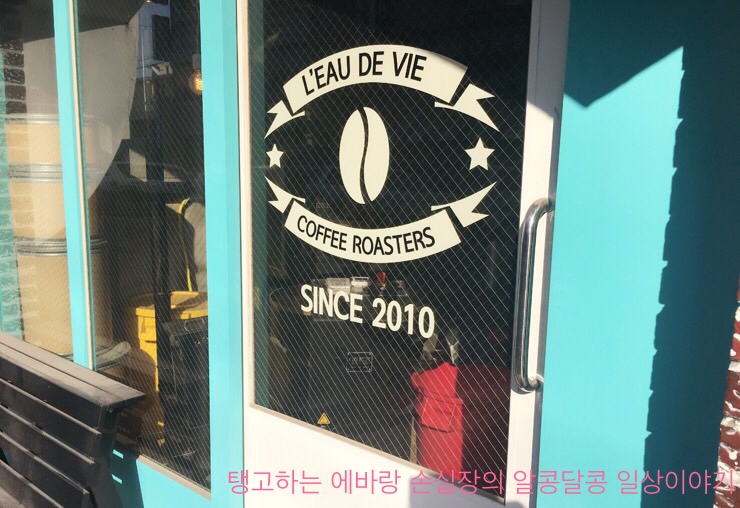 L'EAU DE VIE
COFFEE ROASTERS
SINCE 2010
탱고하는 에바랑 손실장의 알콩달콩 일상이야기